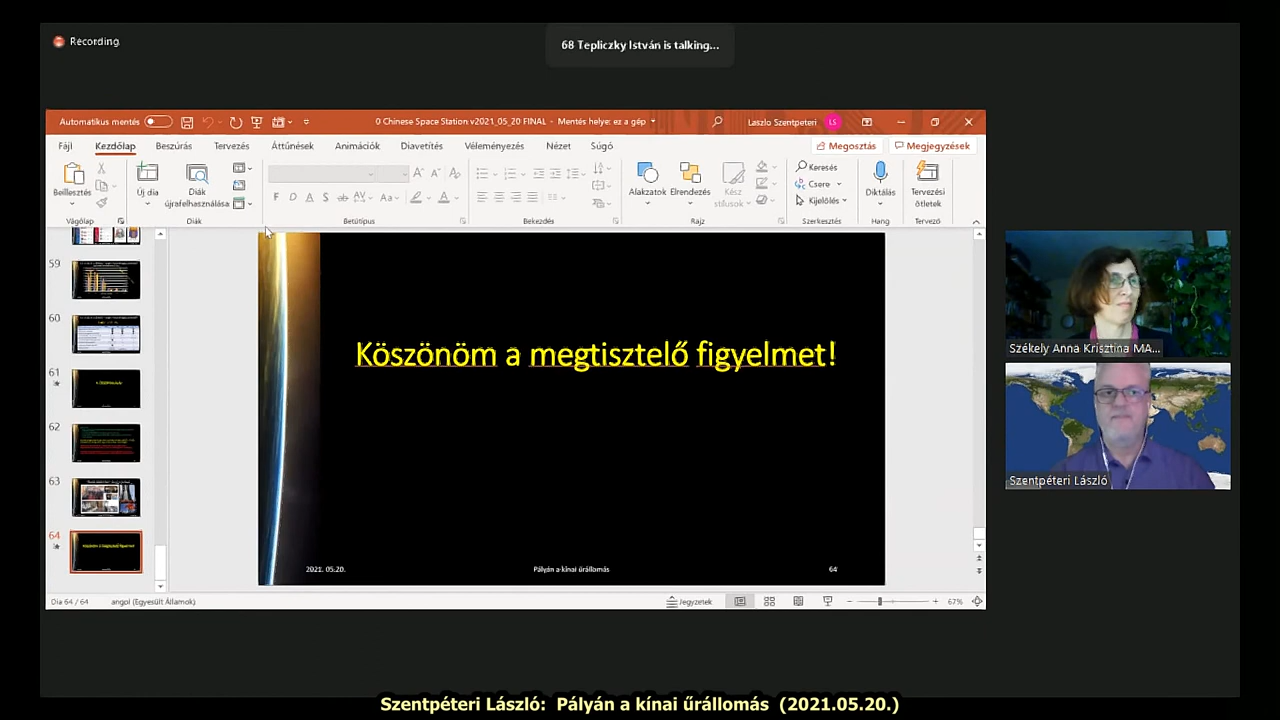 Recording
68 Tepliczky István is talking...
Automatikus mentés
0 Chinese Space Station v2021_05_20 FINAL - Mentés helye: ez a gép
Laszlo Szentpeteri
LS
Fájl
Kezdőlap
Beszúrás
Tervezés
Áttűnések
Animációk
Diavetítés
Véleményezés
Nézet
Súgó
Megosztás
Megjegyzések
Beillesztés
Új dia
Diák
újrafelhasználása
F D A S ab AV Aa A
Alakzatok
Elrendezés
Kész
stílusok
Keresés
Csere
Kijelölés
Diktálás
Tervezési
ötletek
Vágólap
Diák
Betűtípus
Bekezdés
Rajz
Szerkesztés
Hang
Tervező
59
60
61
62
63
64
Köszönöm a megtisztelő figyelmet!
2021. 05.20.
Pályán a kínai űrállomás
64
Székely Anna Krisztina MA...
Szentpéteri László
Dia 64 / 64
angol (Egyesült Államok)
Jegyzetek
67%
Szentpéteri László: Pályán a kínai űrállomás (2021.05.20.)